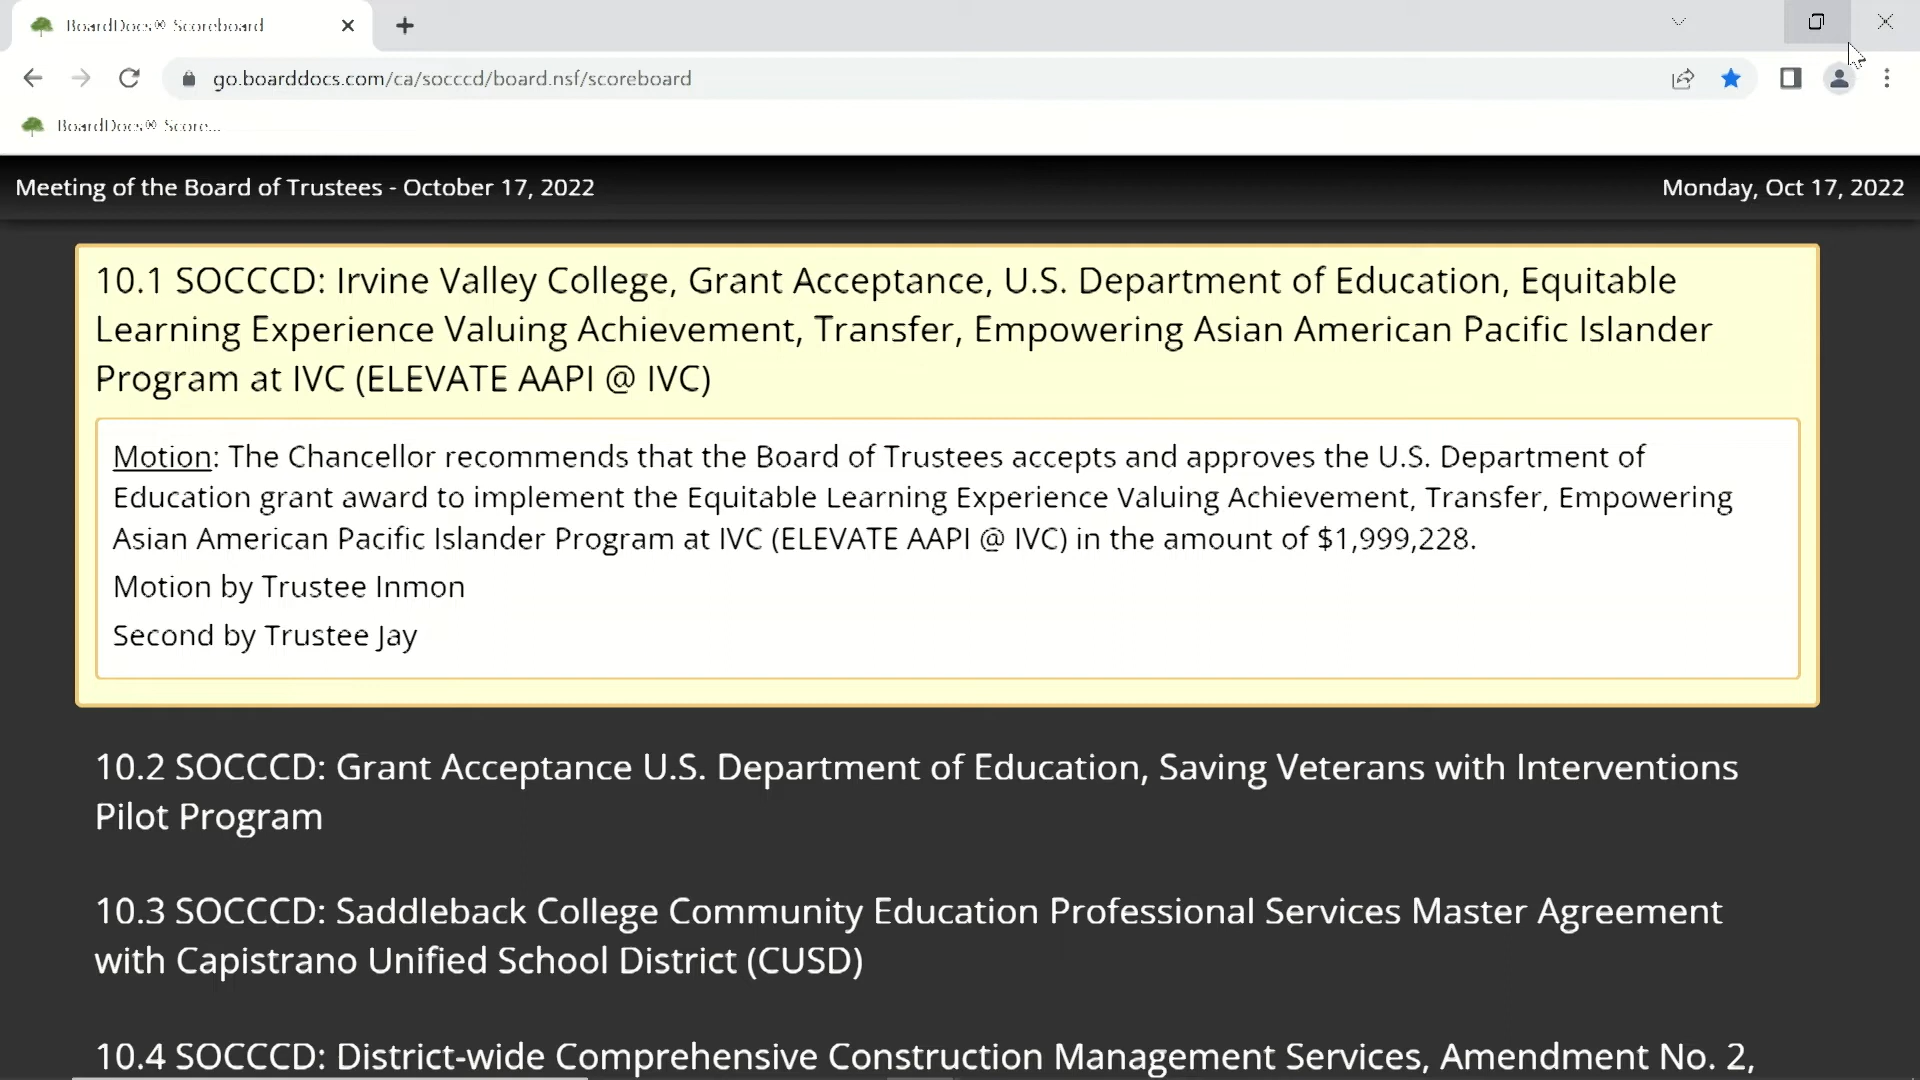 BoardDocs® Scoreboard
go.boarddocs.com/ca/socccd/board.nsf/scoreboard
BoardDocs® Score...
Meeting of the Board of Trustees - October 17, 2022
Monday, Oct 17, 2022
10.1 SOCCCD: Irvine Valley College, Grant Acceptance, U.S. Department of Education, Equitable
Learning Experience Valuing Achievement, Transfer, Empowering Asian American Pacific Islander
Program at IVC (ELEVATE AAPI @ IVC)
Motion: The Chancellor recommends that the Board of Trustees accepts and approves the U.S. Department of
Education grant award to implement the Equitable Learning Experience Valuing Achievement, Transfer, Empowering
Asian American Pacific Islander Program at IVC (ELEVATE AAPI @ IVC) in the amount of $1,999,228.
Motion by Trustee Inmon
Second by Trustee Jay
10.2 SOCCCD: Grant Acceptance U.S. Department of Education, Saving Veterans with Interventions
Pilot Program
10.3 SOCCCD: Saddleback College Community Education Professional Services Master Agreement
with Capistrano Unified School District (CUSD)
10.4 SOCCCD: District-wide Comprehensive Construction Management Services, Amendment No. 2,